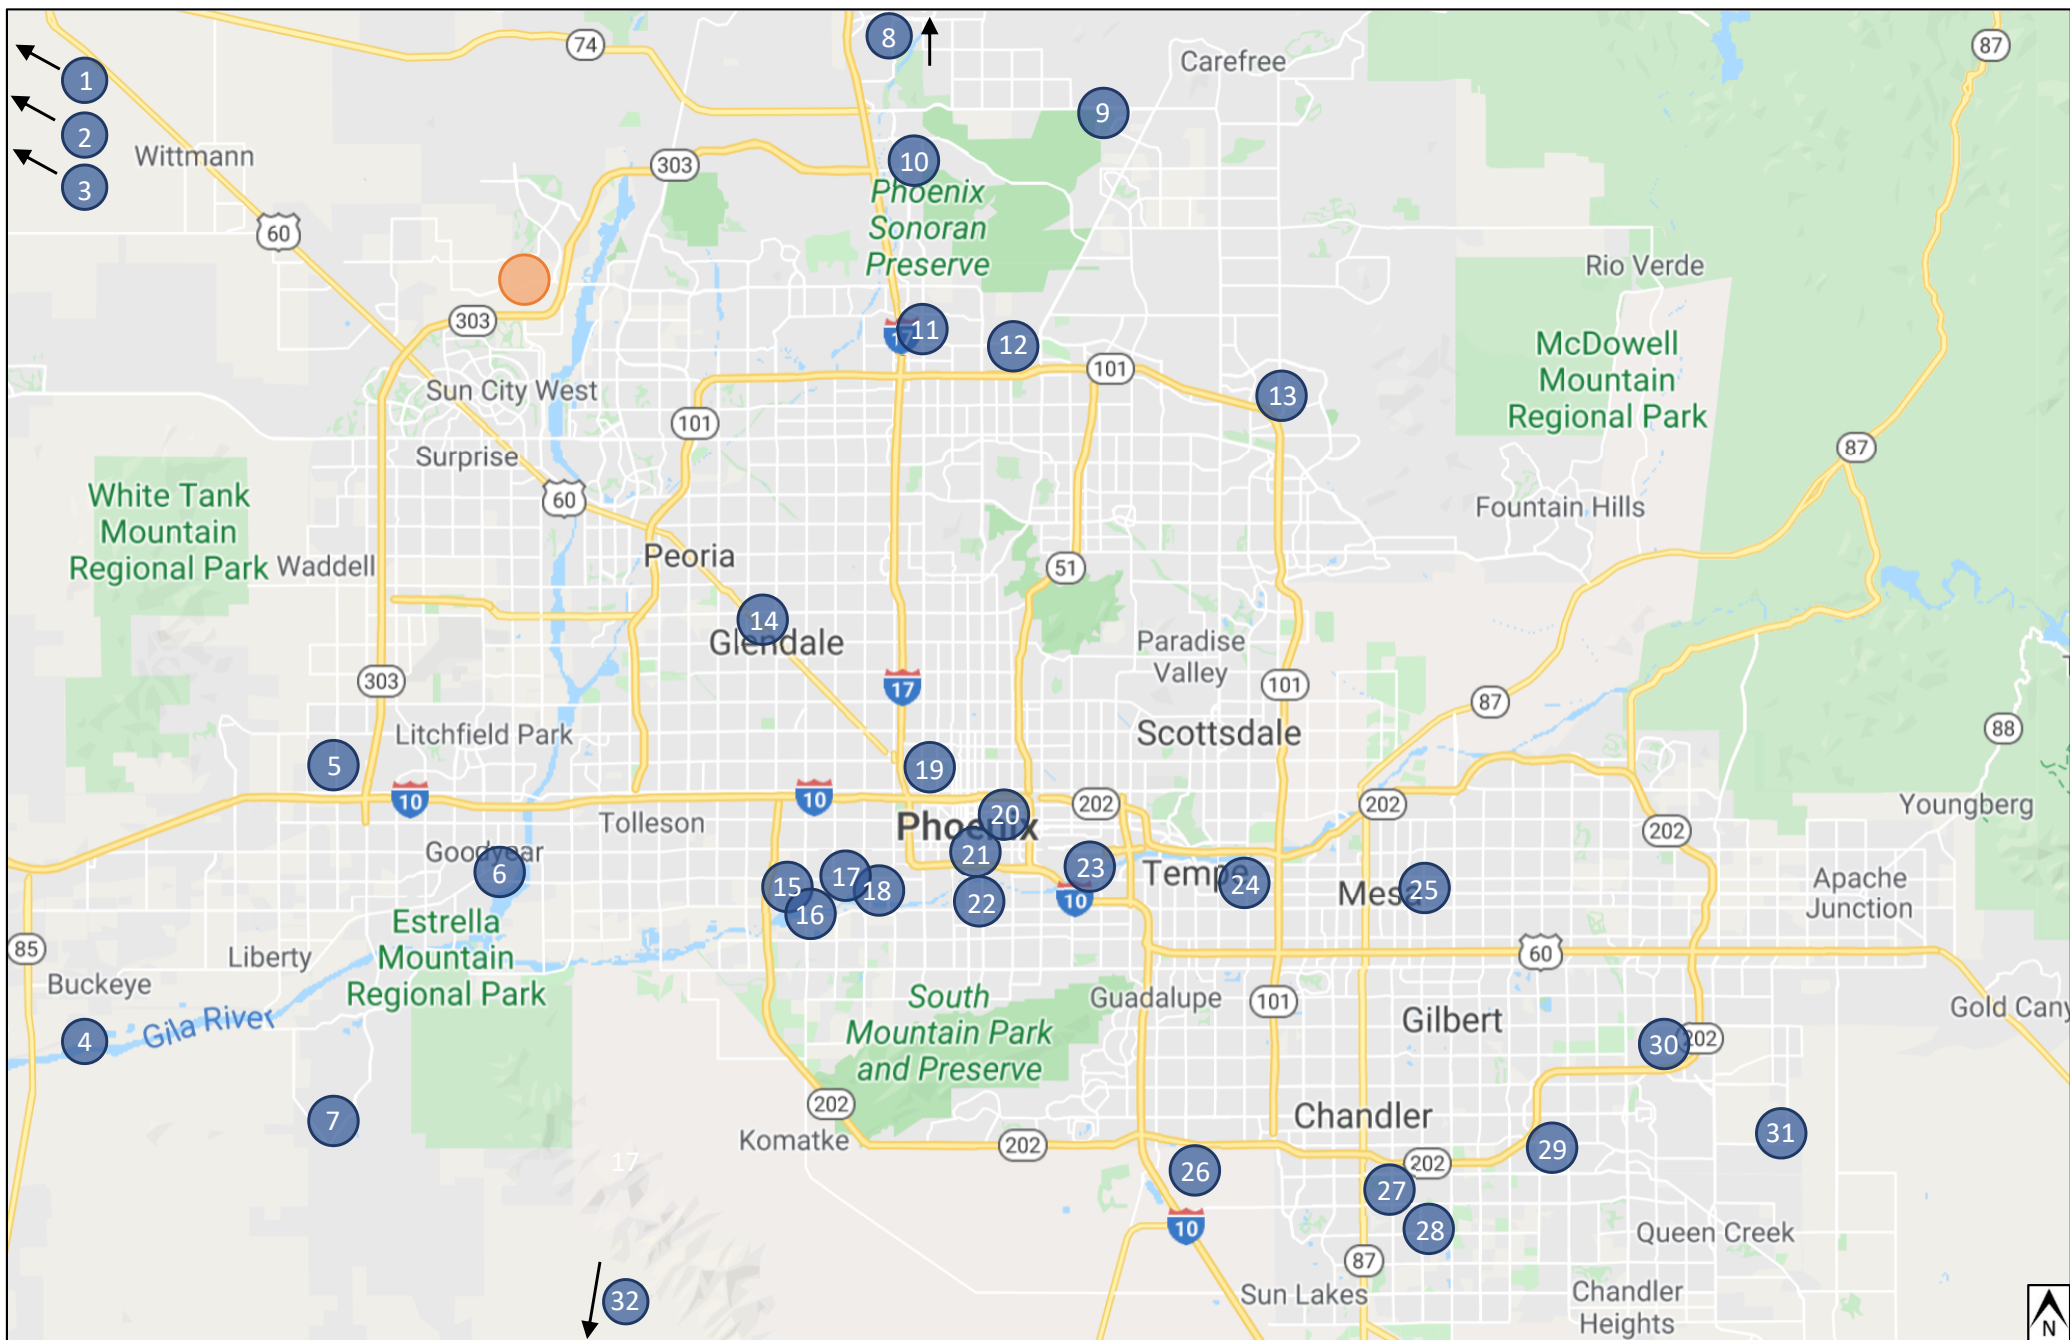 8
74
87
Carefree
1
9
2
Wittmann
10
303
3
Phoenix
Sonoran
Preserve
60
Rio Verde
303
11
17
12
McDowell
Mountain
Regional Park
101
13
Sun City West
101
87
Surprise
White Tank
Mountain
Regional Park
60
Fountain Hills
Waddell
Peoria
51
14
Glendale
Paradise
Valley
303
17
101
87
Litchfield Park
Scottsdale
88
5
19
10
10
202
202
Youngberg
20
Phoenix
Tolleson
202
Goodyear
21
6
23
Tempe
24
15
17
18
25
Mesa
Apache
Junction
16
22
10
Estrella
Mountain
Regional Park
85
Liberty
60
Buckeye
South
Mountain Park
and Preserve
Guadalupe
101
Gold Cany
Gila River
4
Gilbert
30
202
202
7
Chandler
31
Komatke
202
29
17
26
202
27
10
28
Queen Creek
87
32
Sun Lakes
Chandler
Heights
N